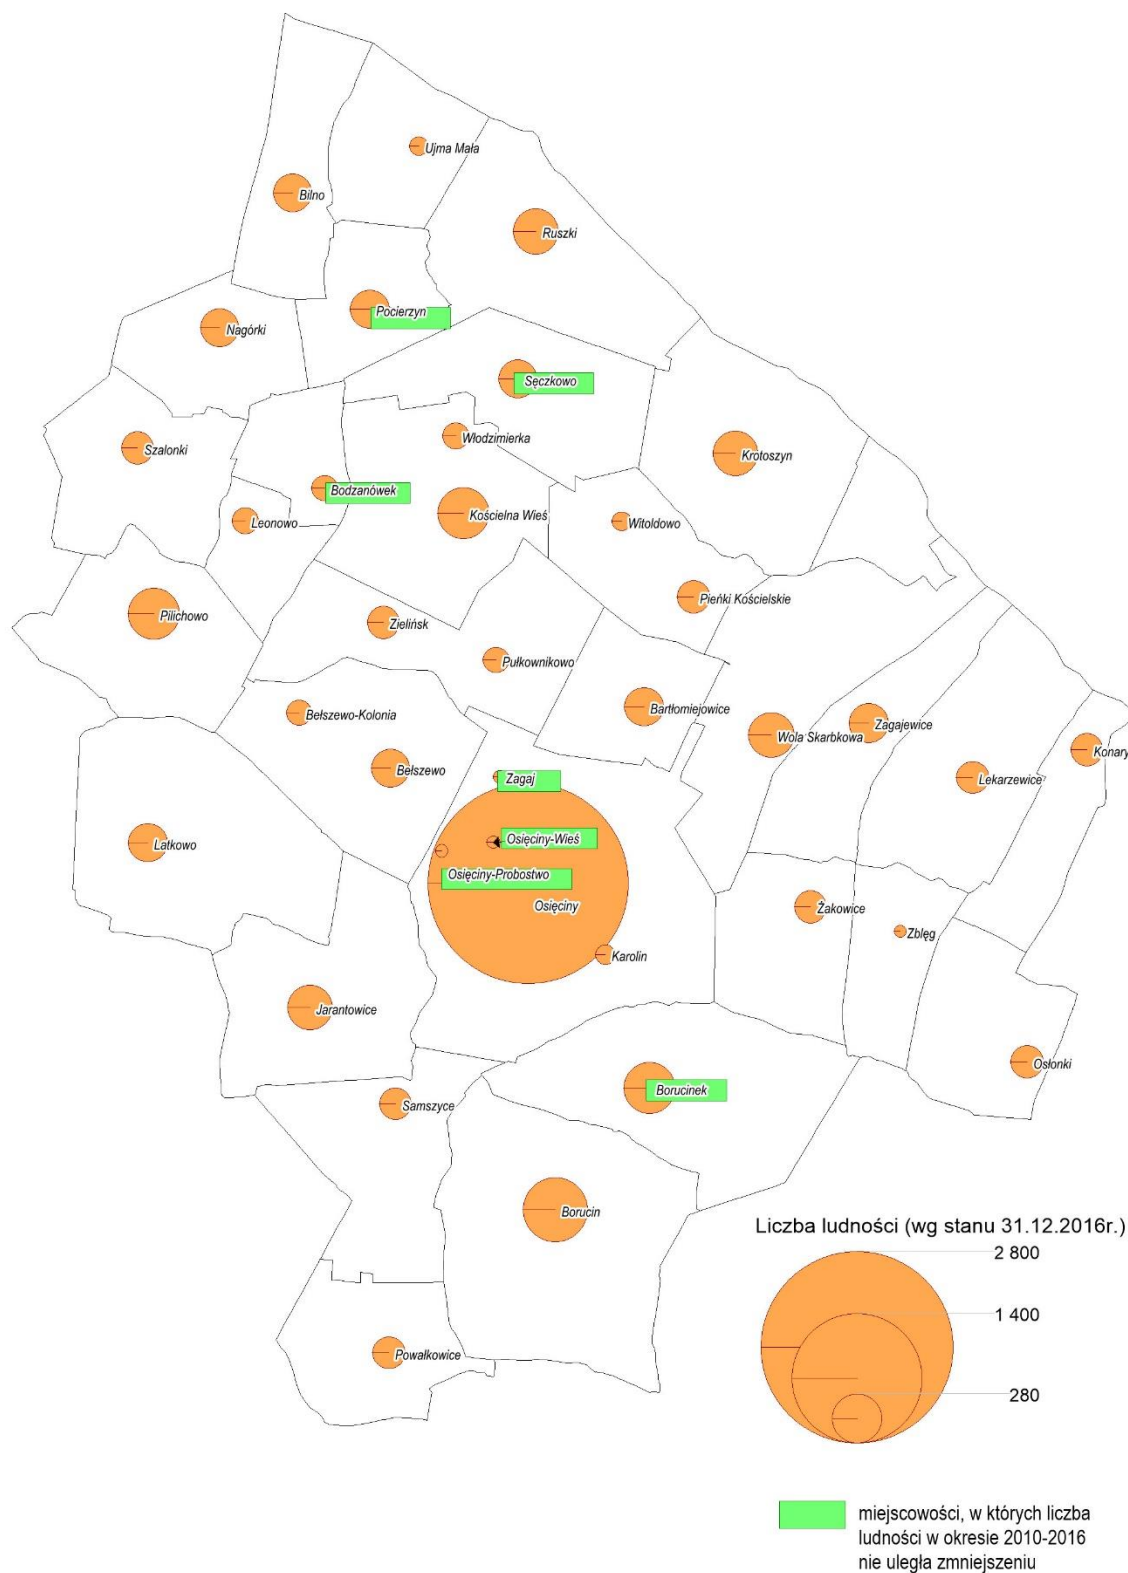 Ujma Mała
Bilno
Ruszki
Pocierzyn
Nagórki
Sęczkowo
Włodzimierka
Szalonki
Krotoszyn
Bodzanówek
Kościelna Wieś
Leonowo
Witoldowo
Pieńki Kościelskie
Pilichowo
Zielińsk
Pułkownikowo
Bartłomiejowice
Bełszewo-Kolonia
Zagajewice
Wola Skarbkowa
Konary
Bełszewo
Zagaj
Lekarzewice
Latkowo
Osięciny-Wieś
Osięciny-Probostwo
Osięciny
Żakowice
Zblęg
Karolin
Jarantowice
Osłonki
Borucinek
Samszyce
Borucin
Powałkowice
Liczba ludności (wg stanu 31.12.2016r.)
2 800
1 400
280
miejscowości, w których liczba
ludności w okresie 2010-2016
nie uległa zmniejszeniu